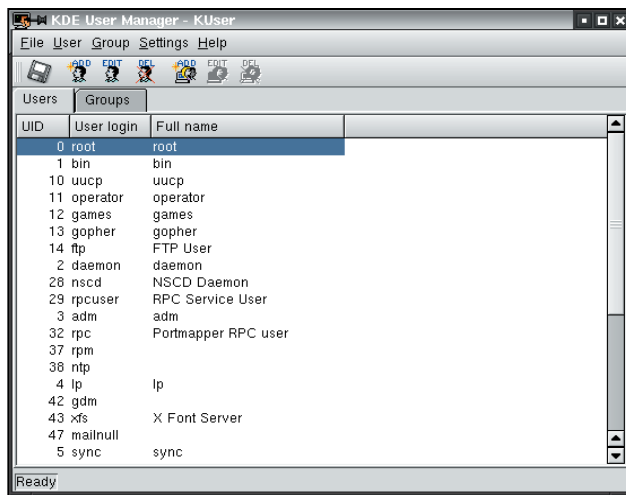 KDE User Manager - KUser
File User Group Settings Help
ADD EDIT DEL ADD EDIT DEL
Users Groups
UID User login Full name
0 root root
1 bin bin
10 uucp uucp
11 operator operator
12 games games
13 gopher gopher
14 ftp FTP User
2 daemon daemon
28 nscd NSCD Daemon
29 rpcuser RPC Service User
3 adm adm
32 rpc Portmapper RPC user
37 rpm
38 ntp
4 lp lp
42 gdm
43 xfs X Font Server
47 mailnull
5 sync sync
Ready